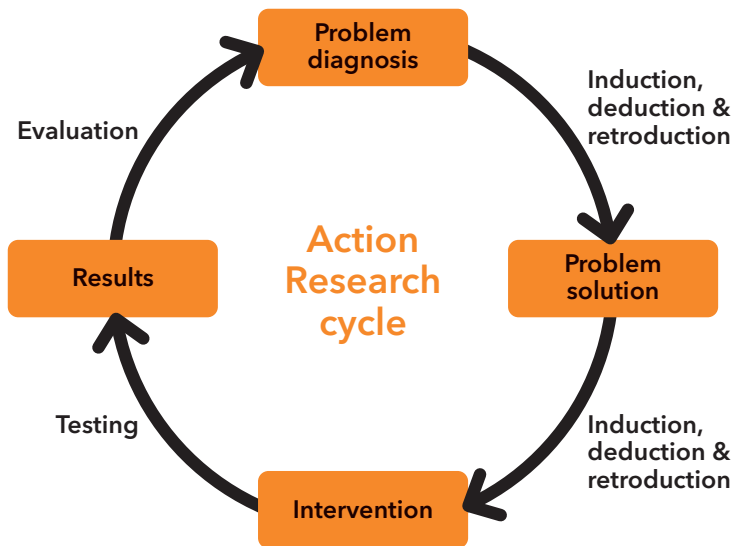 Problem
diagnosis
Induction,
deduction &
retroduction
Evaluation
Action
Research
cycle
Results
Problem
solution
Testing
Induction,
deduction &
retroduction
Intervention